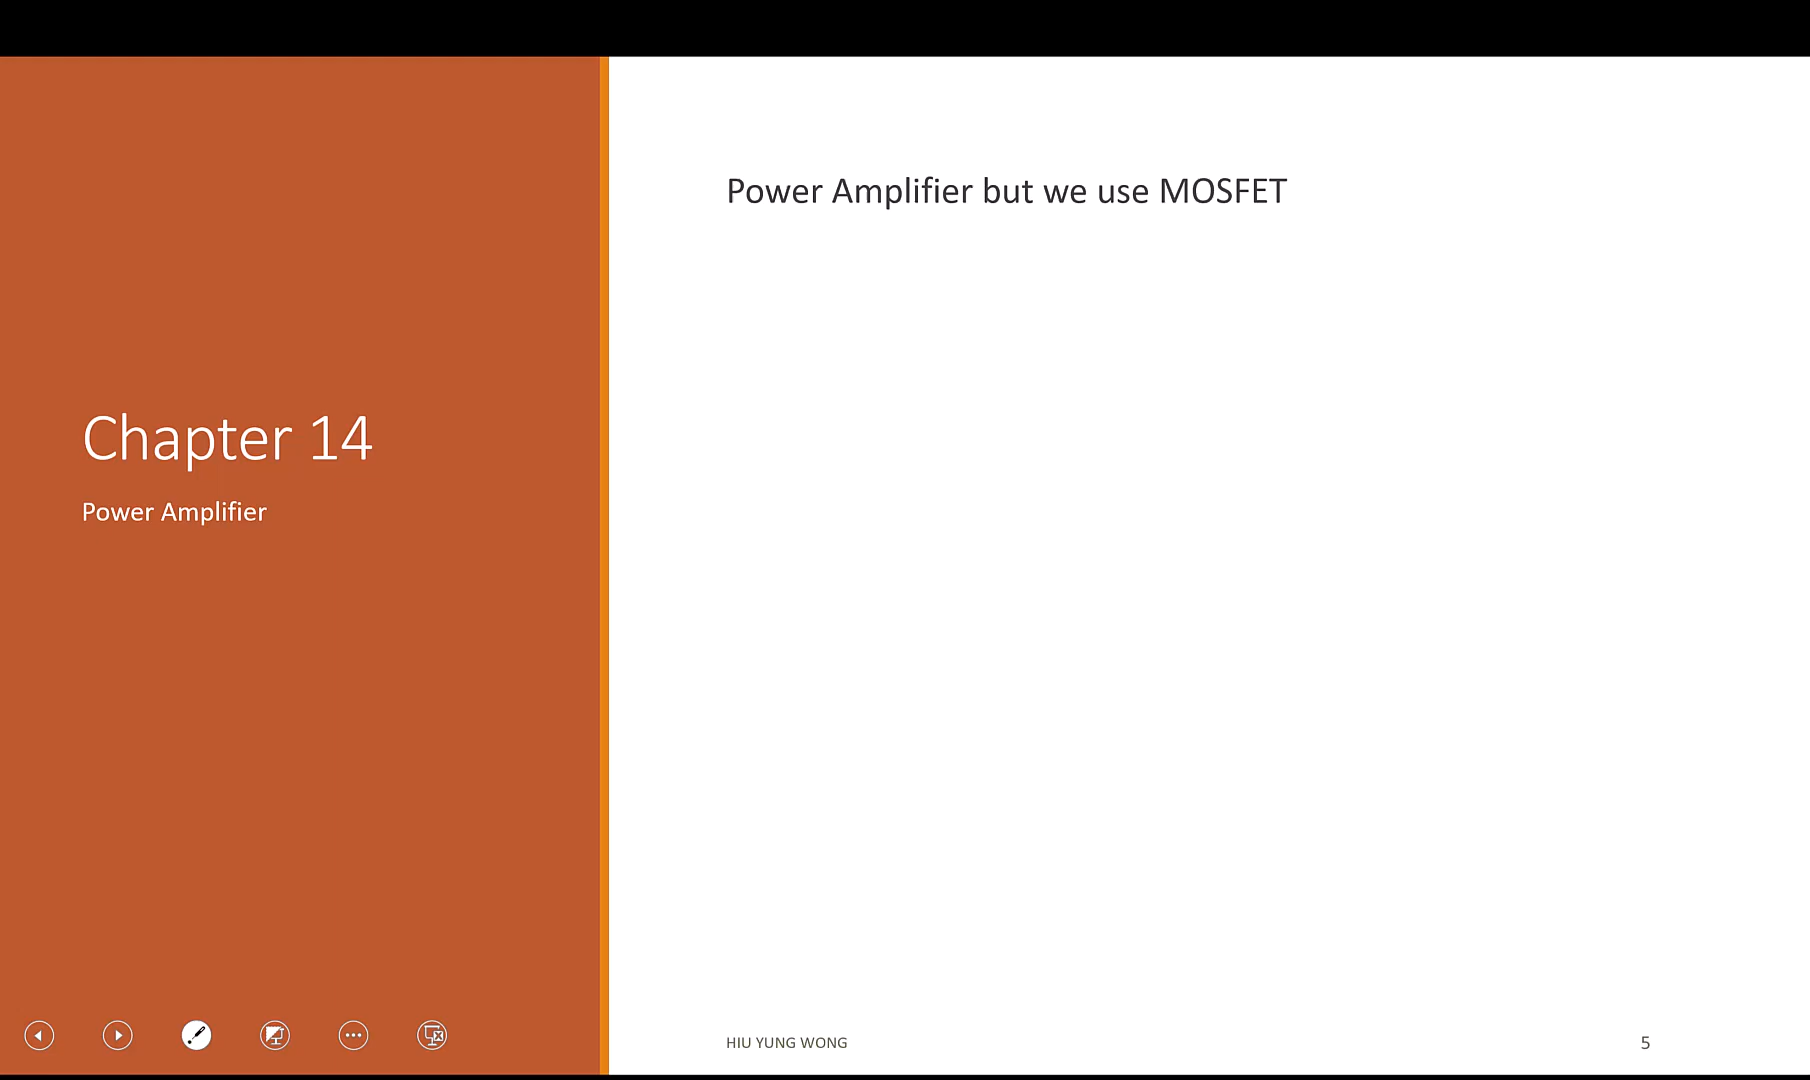 Chapter 14
Power Amplifier
Power Amplifier but we use MOSFET
HIU YUNG WONG
5